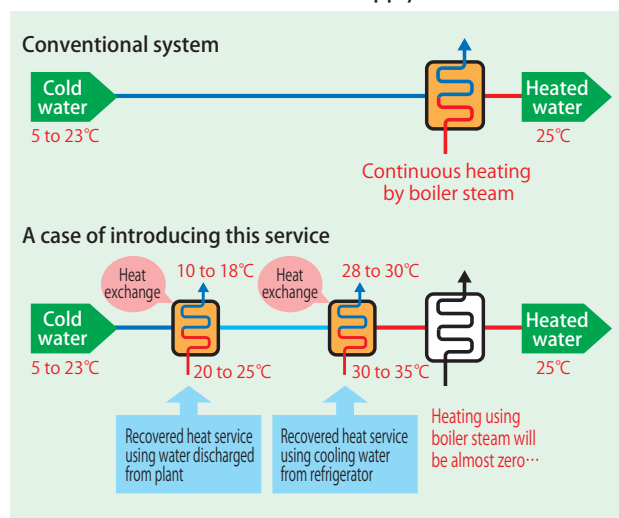 Conventional system
Cold
water
5 to 23℃
Heated
water
25℃
Continuous heating
by boiler steam
A case of introducing this service
Heat
exchange
10 to 18℃
Heat
exchange
28 to 30℃
Cold
water
5 to 23℃
20 to 25℃
30 to 35℃
Heated
water
25℃
Recovered heat service
using water discharged
from plant
Recovered heat service
using cooling water
from refrigerator
Heating using
boiler steam will
be almost zero…